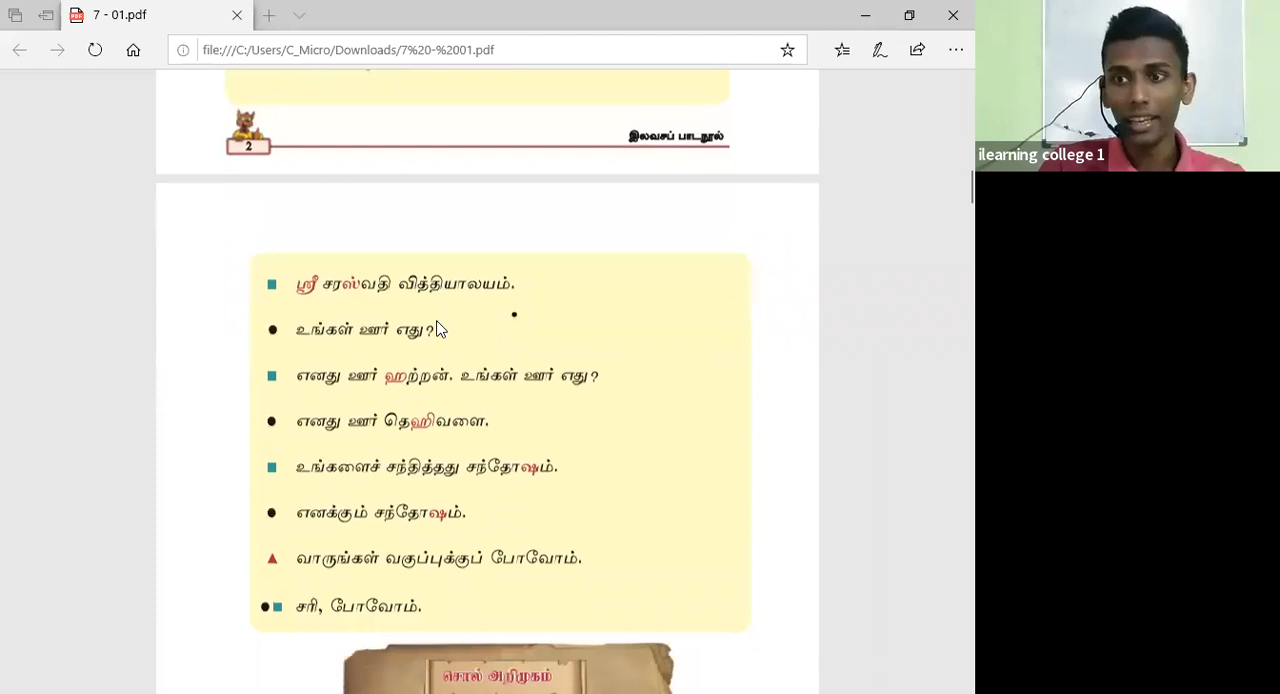 7 - 01.pdf
file:///C:/Users/C_Micro/Downloads/7%20-%2001.pdf
ilearning college 1
2
இலவசப் பாடநூல்
ஸ்ரீ சரஸ்வதி வித்தியாலயம்.
உங்கள் ஊர் எது?
எனது ஊர் ஹற்றன். உங்கள் ஊர் எது?
எனது ஊர் தெஹிவளை.
உங்களைச் சந்தித்தது சந்தோஷம்.
எனக்கும் சந்தோஷம்.
வாருங்கள் வகுப்புக்குப் போவோம்.
சரி, போவோம்.
சொல் அறிமுகம்